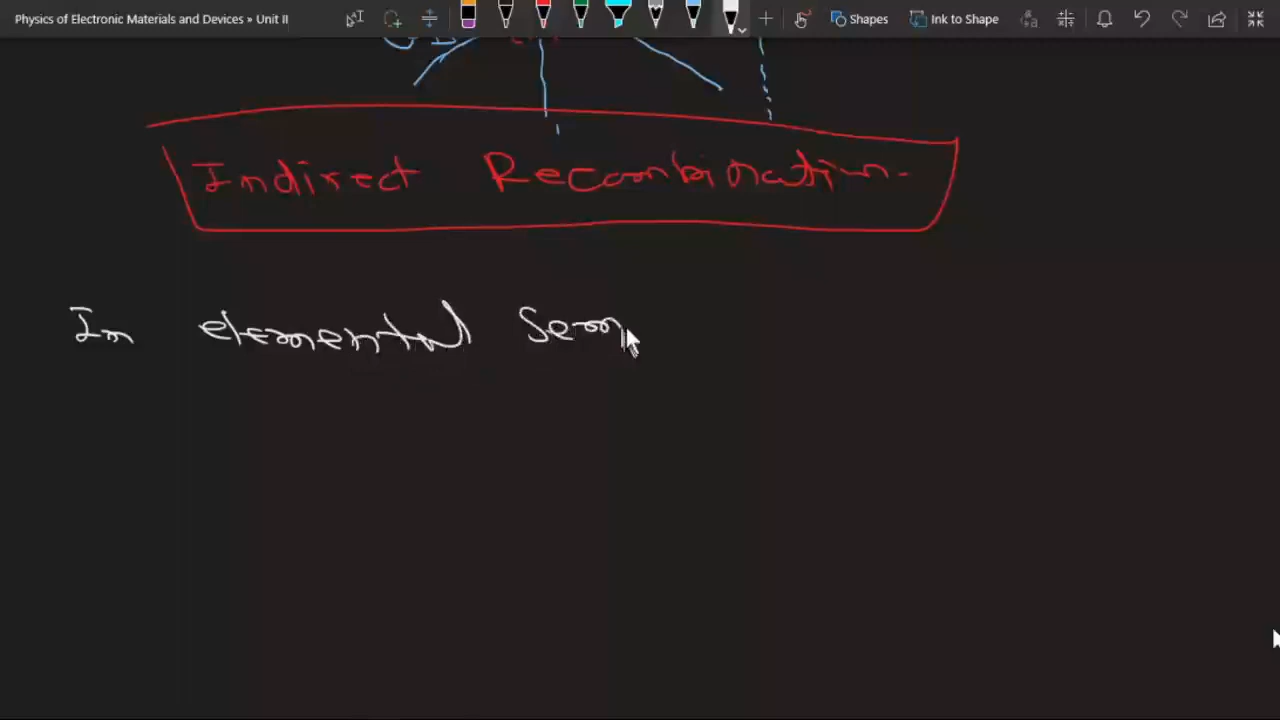 Physics of Electronic Materials and Devices » Unit II
Shapes
Ink to Shape
Indirect Recombination.
In elemental Sem